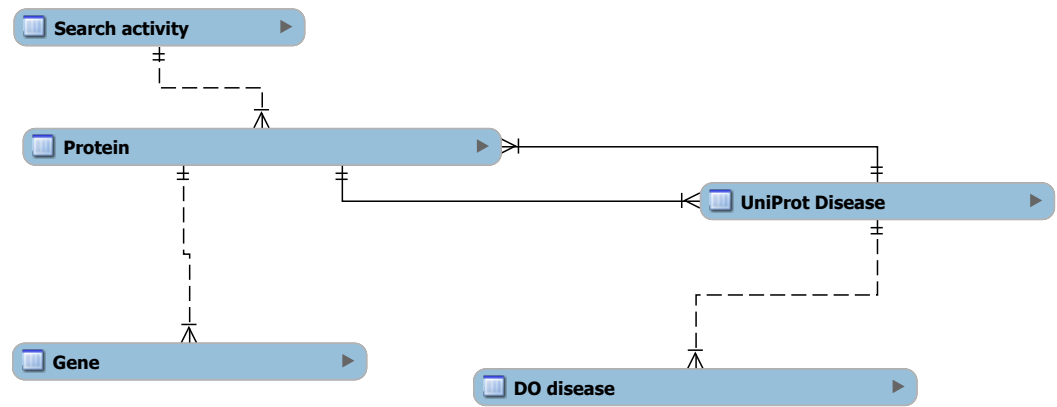 Search activity
Protein
UniProt Disease
Gene
DO disease